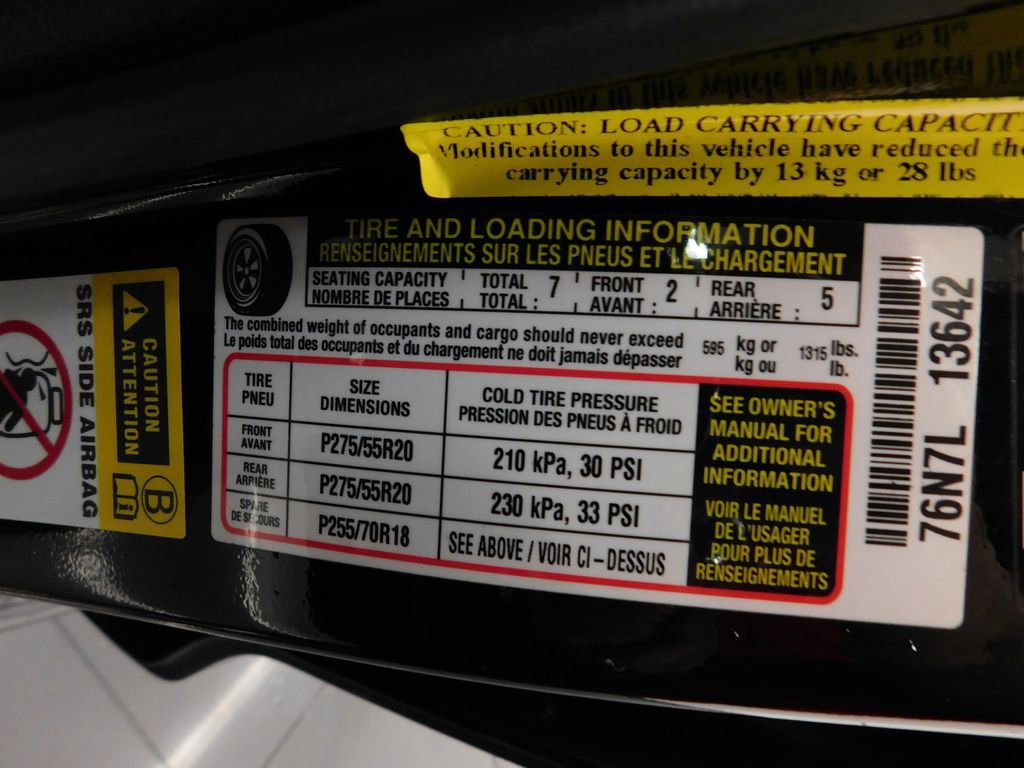 CAUTION: LOAD CARRYING CAPACIT
Modifications to this vehicle have reduced the
carrying capacity by 13 kg or 28 lbs
TIRE AND LOADING INFORMATION
RENSEIGNEMENTS SUR LES PNEUS ET LE CHARGEMENT
SEATING CAPACITY TOTAL 7 FRONT 2 REAR 5
NOMBRE DE PLACES TOTAL : AVANT : ARRIÈRE :
The combined weight of occupants and cargo should never exceed 595 kg or 1315 lbs.
Le poids total des occupants et du chargement ne doit jamais dépasser kg ou lb.
TIRE SIZE COLD TIRE PRESSURE
PNEU DIMENSIONS PRESSION DES PNEUS À FROID
FRONT
AVANT P275/55R20 210 kPa, 30 PSI
REAR
ARRIÈRE P275/55R20 230 kPa, 33 PSI
SPARE
DE SECOURS P255/70R18 SEE ABOVE / VOIR CI-DESSUS
SEE OWNER'S
MANUAL FOR
ADDITIONAL
INFORMATION
VOIR LE MANUEL
DE L'USAGER
POUR PLUS DE
RENSEIGNEMENTS
76N7L 13642
CAUTION
ATTENTION
SRS SIDE AIRBAG
B